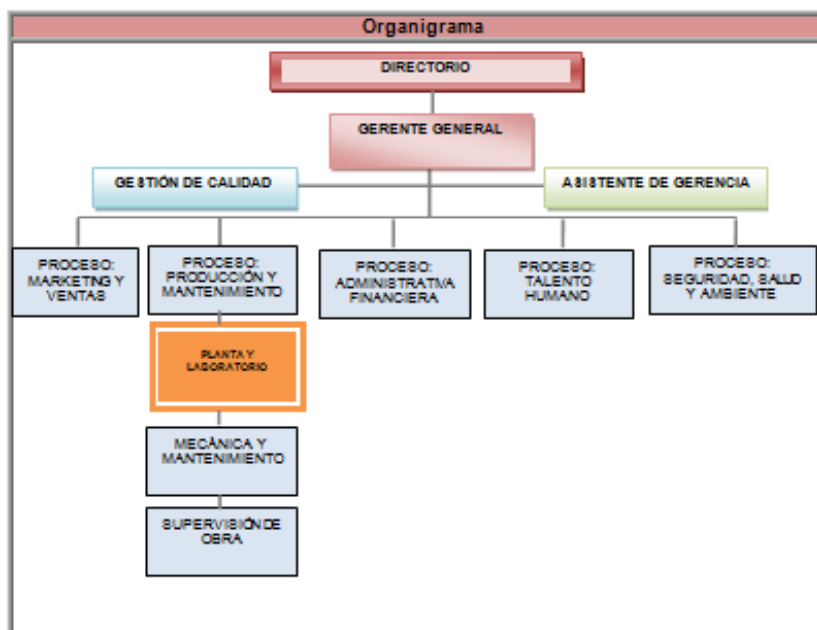 Organigrama
DIRECTORIO
GERENTE GENERAL
GESTIÓN DE CALIDAD
ASISTENTE DE GERENCIA
PROCESO:
MARKETING Y
VENTAS
PROCESO:
PRODUCCIÓN Y
MANTENIMIENTO
PROCESO:
ADMINISTRATIVA
FINANCIERA
PROCESO:
TALENTO
HUMANO
PROCESO:
SEGURIDAD, SALUD
Y AMBIENTE
PLANTA Y
LABORATORIO
MECÁNICA Y
MANTENIMIENTO
SUPERVISIÓN DE
OBRA